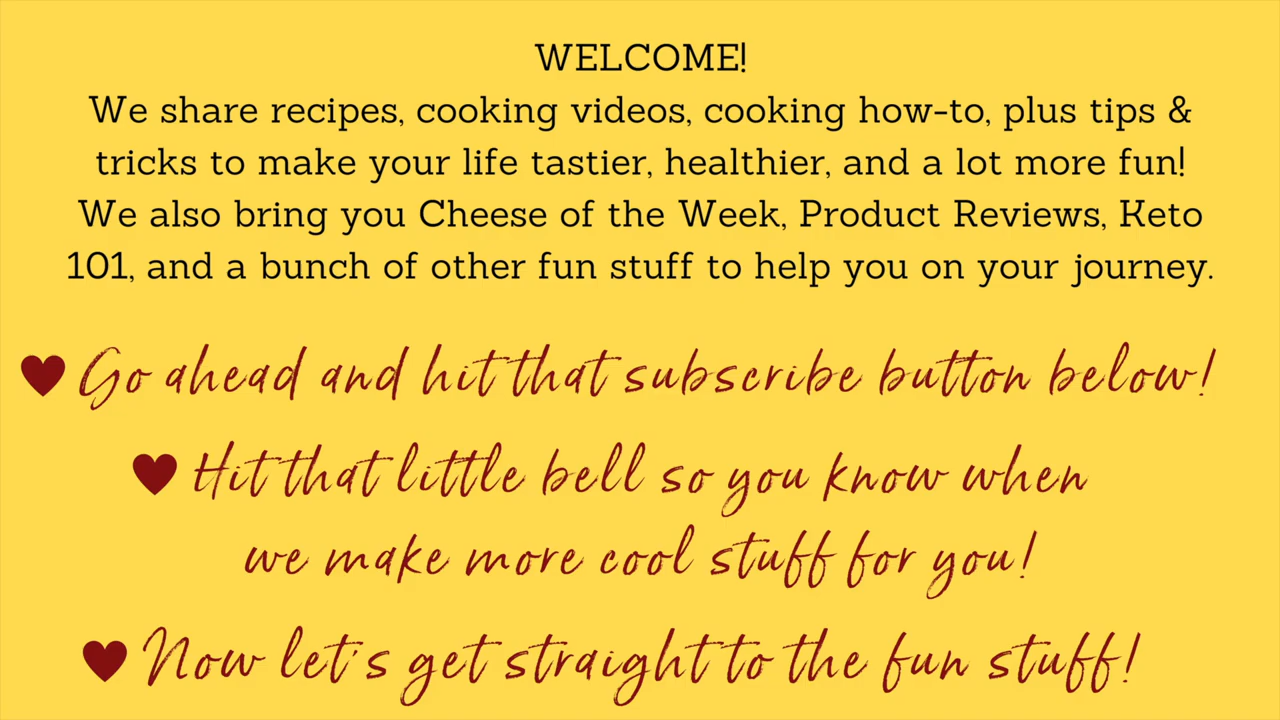 WELCOME!
We share recipes, cooking videos, cooking how-to, plus tips &
tricks to make your life tastier, healthier, and a lot more fun!
We also bring you Cheese of the Week, Product Reviews, Keto
101, and a bunch of other fun stuff to help you on your journey.
♥ Go ahead and hit that subscribe button below!
♥ Hit that little bell so you know when
we make more cool stuff for you!
♥ Now let's get straight to the fun stuff!